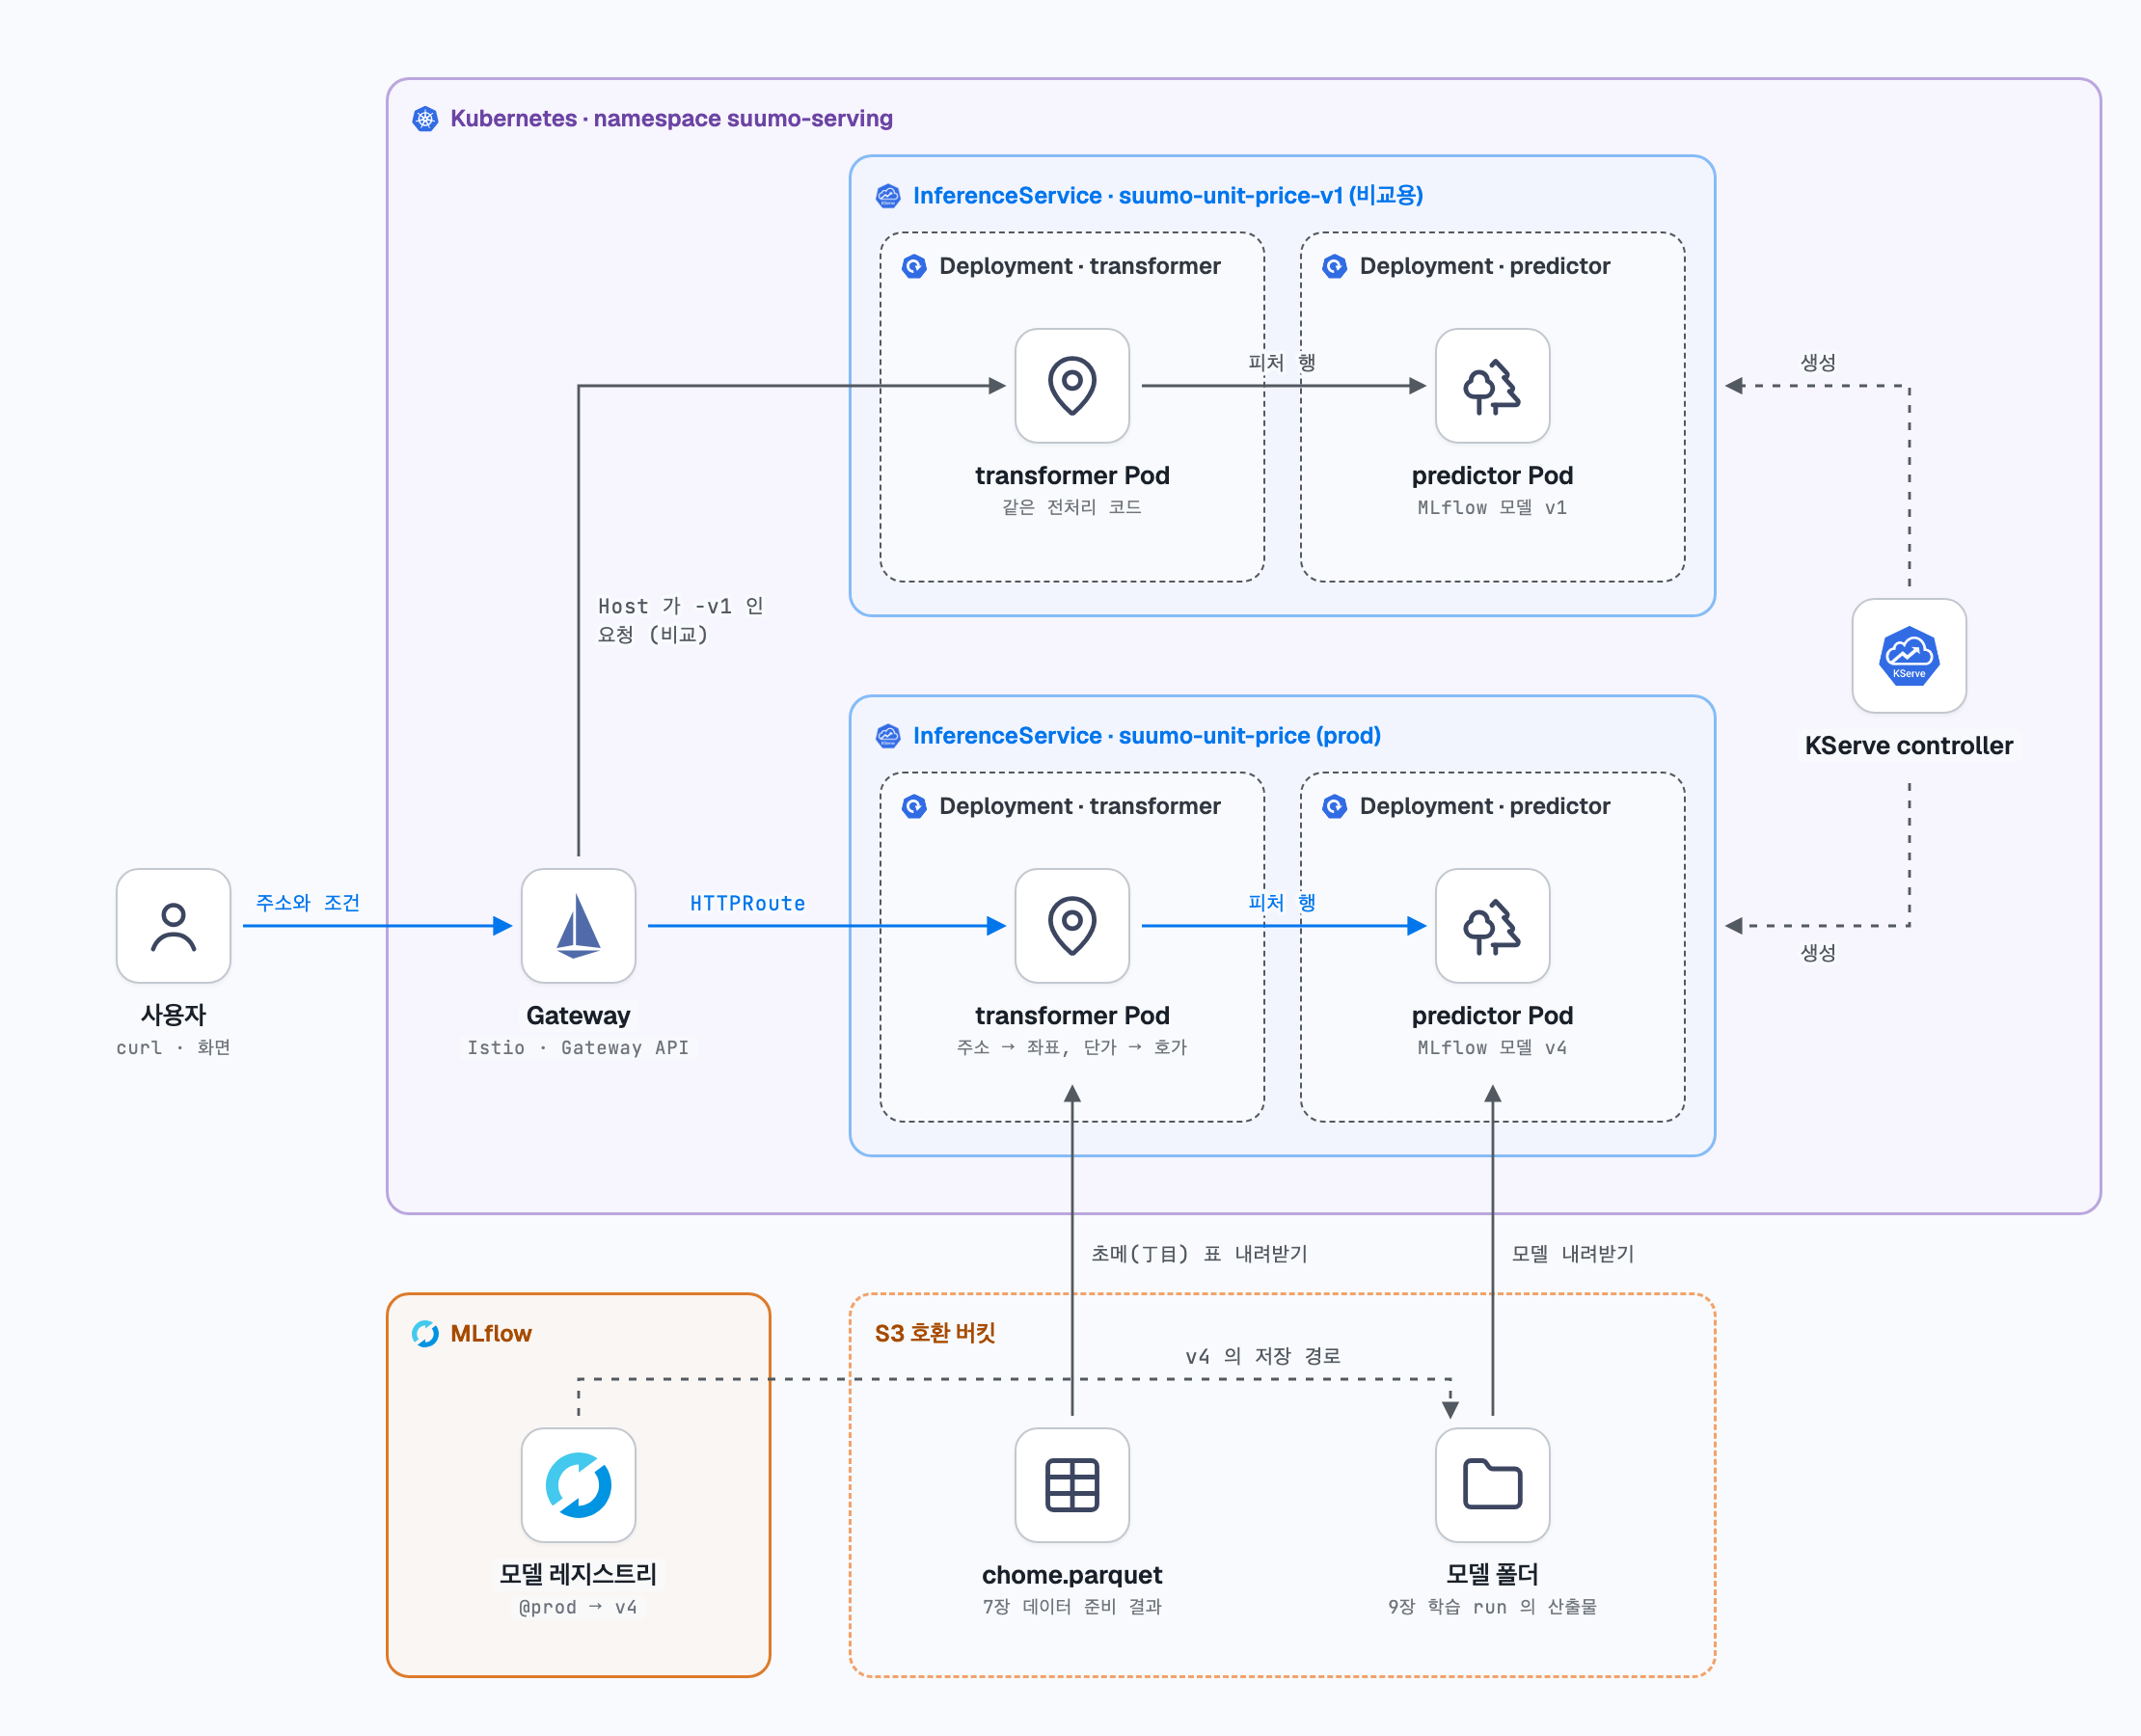 Kubernetes · namespace suumo-serving
InferenceService · suumo-unit-price-v1 (비교용)
Deployment · transformer
Deployment · predictor
피처 행
생성
transformer Pod
같은 전처리 코드
predictor Pod
MLflow 모델 v1
Host 가 -v1 인
요청 (비교)
KServe
KServe controller
InferenceService · suumo-unit-price (prod)
Deployment · transformer
Deployment · predictor
주소와 조건
HTTPRoute
피처 행
생성
사용자
curl · 화면
Gateway
Istio · Gateway API
transformer Pod
주소 → 좌표, 단가 → 호가
predictor Pod
MLflow 모델 v4
초메(丁目) 표 내려받기
모델 내려받기
MLflow
S3 호환 버킷
v4 의 저장 경로
모델 레지스트리
@prod → v4
chome.parquet
7장 데이터 준비 결과
모델 폴더
9장 학습 run 의 산출물